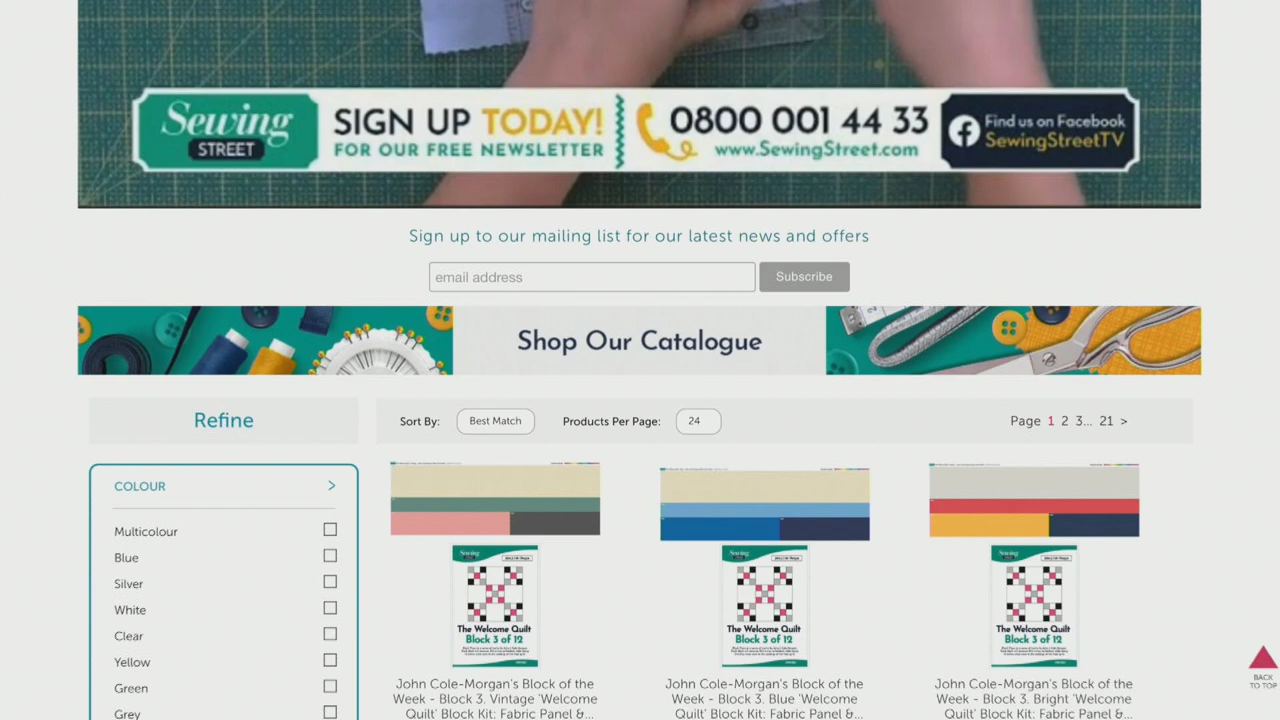 Sewing
STREET
SIGN UP TODAY!
FOR OUR FREE NEWSLETTER
0800 001 44 33
www.SewingStreet.com
Find us on Facebook
SewingStreetTV
Sign up to our mailing list for our latest news and offers
email address
Subscribe
Shop Our Catalogue
Refine
Sort By:
Best Match
Products Per Page:
24
Page 1 2 3... 21 >
COLOUR >
Multicolour
Blue
Silver
White
Clear
Yellow
Green
Grey
Sewing
The Welcome Quilt
Block 3 of 12
John Cole-Morgan's Block of the
Week - Block 3. Vintage 'Welcome
Quilt' Block Kit: Fabric Panel &...
Sewing
The Welcome Quilt
Block 3 of 12
John Cole-Morgan's Block of the
Week - Block 3. Blue 'Welcome
Quilt' Block Kit: Fabric Panel &...
Sewing
The Welcome Quilt
Block 3 of 12
John Cole-Morgan's Block of the
Week - Block 3. Bright 'Welcome
Quilt' Block Kit: Fabric Panel &...
BACK
TO TOP